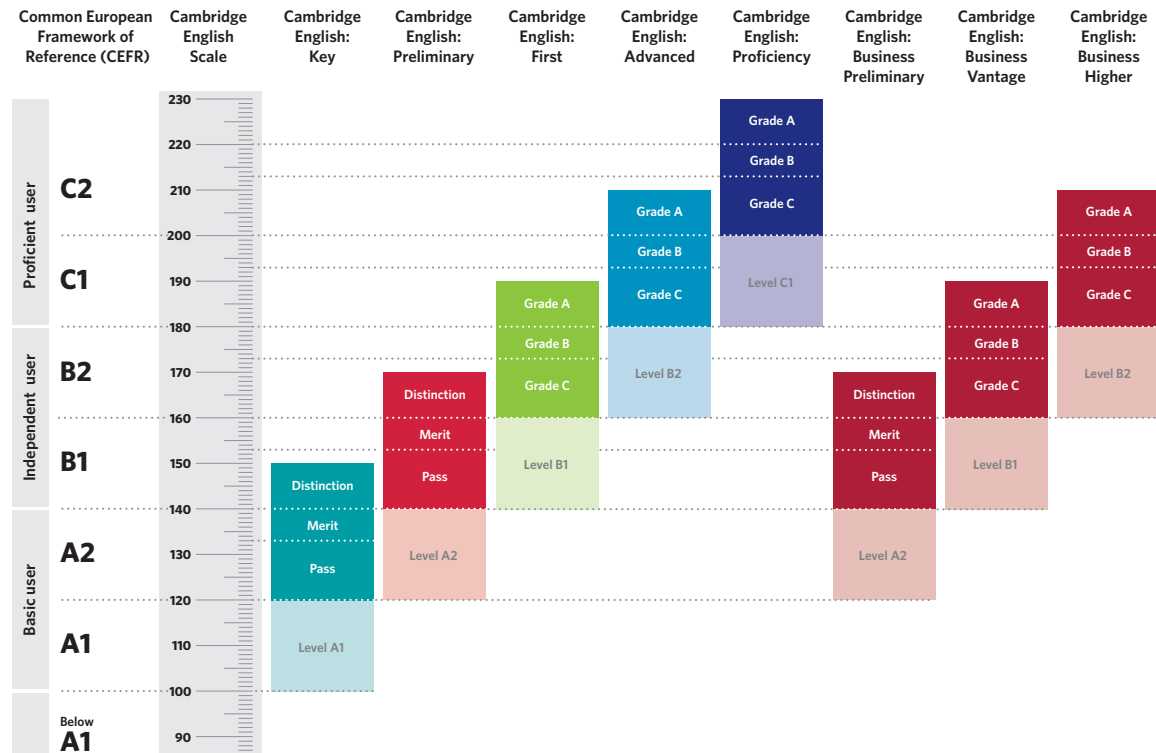 Common European
Framework of
Reference (CEFR)
Cambridge
English
Scale
Cambridge
English:
Key
Cambridge
English:
Preliminary
Cambridge
English:
First
Cambridge
English:
Advanced
Cambridge
English:
Proficiency
Cambridge
English:
Business
Preliminary
Cambridge
English:
Business
Vantage
Cambridge
English:
Business
Higher
Proficient user
Independent user
Basic user
C2
C1
B2
B1
A2
A1
Below
A1
230
220
210
200
190
180
170
160
150
140
130
120
110
100
90
Distinction
Merit
Pass
Level A1
Distinction
Merit
Pass
Level A2
Grade A
Grade B
Grade C
Level B1
Grade A
Grade B
Grade C
Level B2
Grade A
Grade B
Grade C
Level C1
Distinction
Merit
Pass
Level A2
Grade A
Grade B
Grade C
Level B1
Grade A
Grade B
Grade C
Level B2